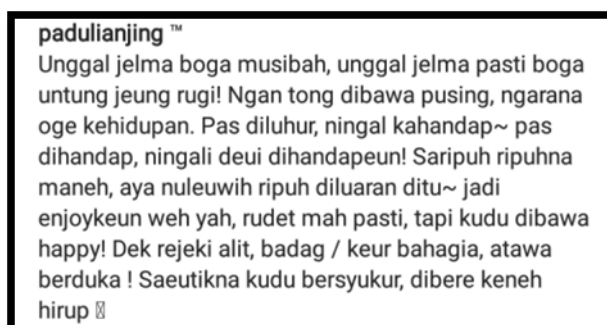 padulianjing ™
Unggal jelma boga musibah, unggal jelma pasti boga
untung jeung rugi! Ngan tong dibawa pusing, ngarana
oge kehidupan. Pas diluhur, ningal kahandap~ pas
dihandap, ningali deui dihandapeun! Saripuh ripuhna
maneh, aya nuleuwih ripuh diluaran ditu~ jadi
enjoykeun weh yah, rudet mah pasti, tapi kudu dibawa
happy! Dek rejeki alit, badag / keur bahagia, atawa
berduka ! Saeutikna kudu bersyukur, dibere keneh
hirup